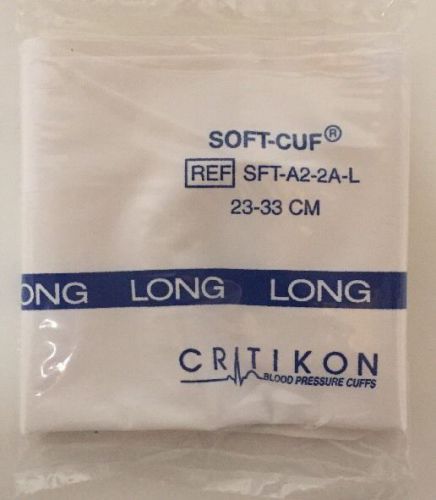 SOFT-CUF®
REF SFT-A2-2A-L
23-33 CM
ONG LONG LONG
CRITIKON
BLOOD PRESSURE CUFFS